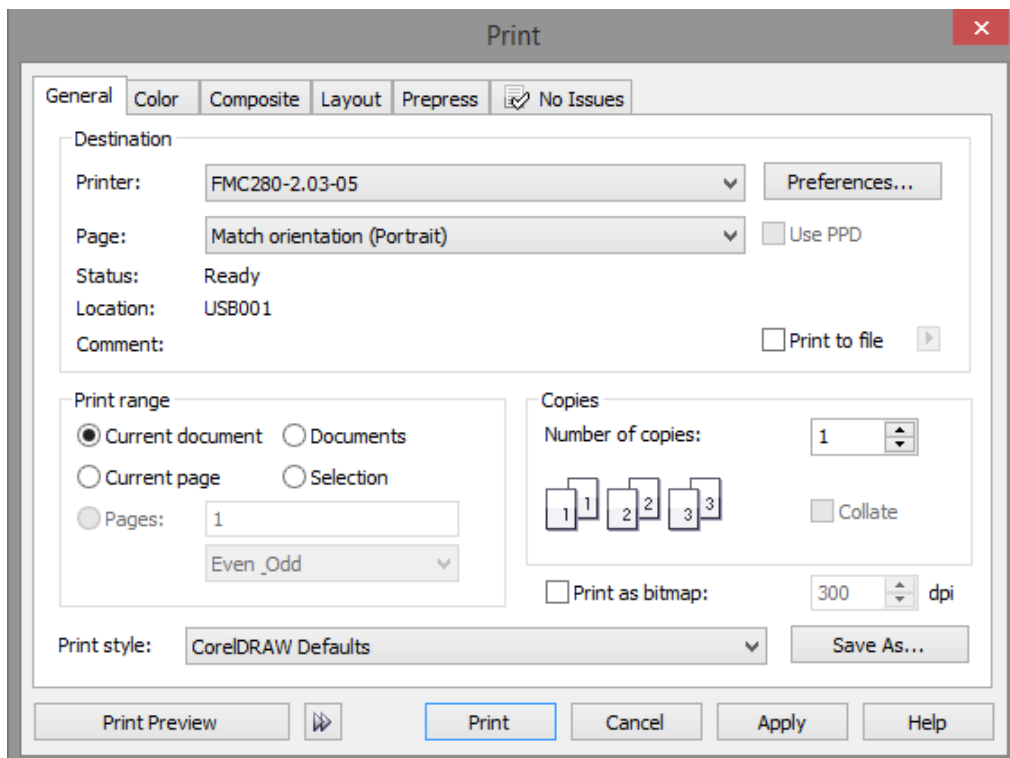 Print
General Color Composite Layout Prepress No Issues
Destination
Printer: FMC280-2.03-05 Preferences...
Page: Match orientation (Portrait) Use PPD
Status: Ready
Location: USB001
Comment: Print to file
Print range
Current document Documents
Current page Selection
Pages: 1
Even _Odd
Copies
Number of copies: 1
1 1 2 2 3 3 Collate
Print as bitmap: 300 dpi
Print style: CorelDRAW Defaults Save As...
Print Preview Print Cancel Apply Help